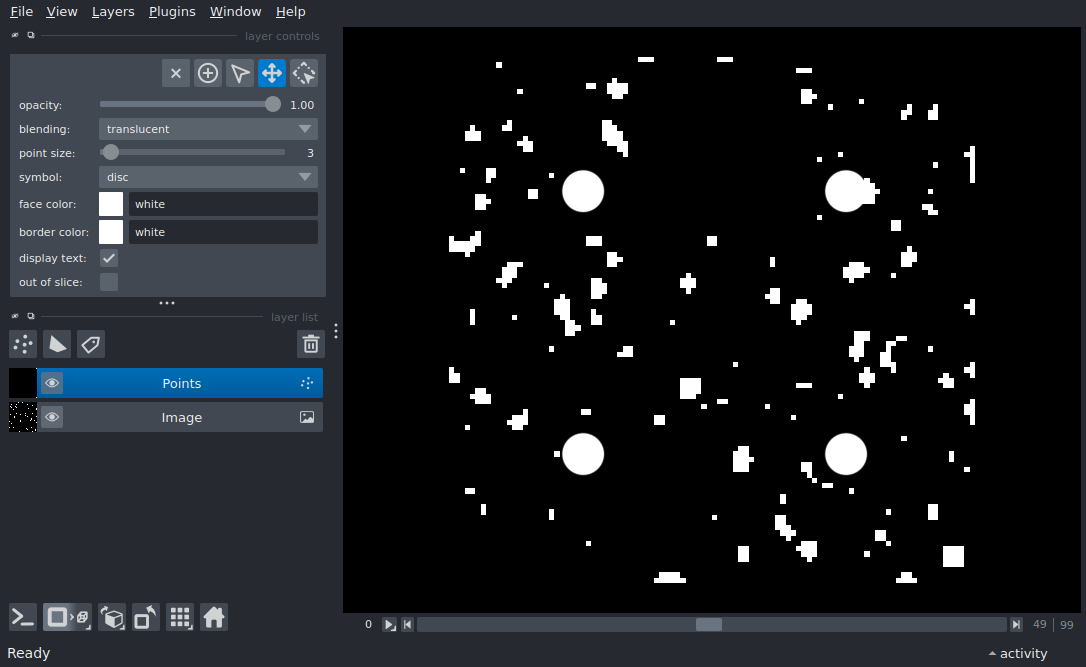 File View Layers Plugins Window Help
layer controls
opacity: 1.00
blending: translucent
point size: 3
symbol: disc
face color: white
border color: white
display text:
out of slice:
layer list
Points
Image
0 49 | 99
Ready activity